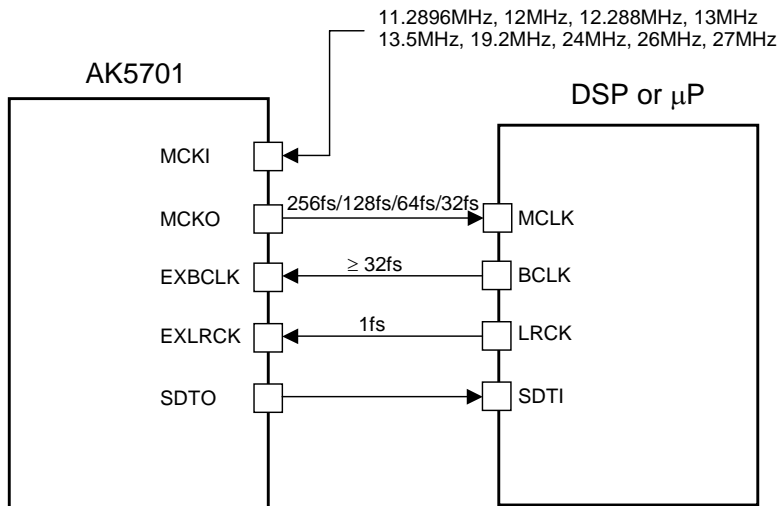 11.2896MHz, 12MHz, 12.288MHz, 13MHz
13.5MHz, 19.2MHz, 24MHz, 26MHz, 27MHz
AK5701
DSP or μP
MCKI
MCKO
256fs/128fs/64fs/32fs
MCLK
EXBCLK
≥ 32fs
BCLK
EXLRCK
1fs
LRCK
SDTO
SDTI